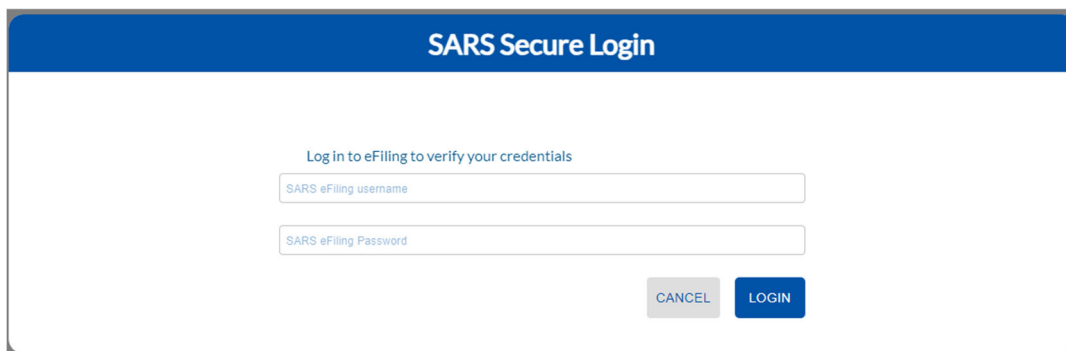 SARS Secure Login
Log in to eFiling to verify your credentials
SARS eFiling username
SARS eFiling Password
CANCEL LOGIN